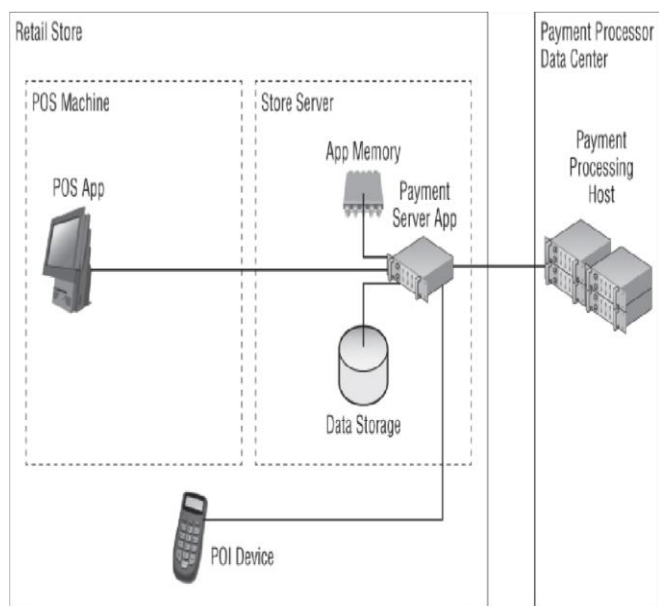 Retail Store
Payment Processor
Data Center
POS Machine
Store Server
App Memory
Payment
Processing
Host
POS App
Payment
Server App
Data Storage
POI Device